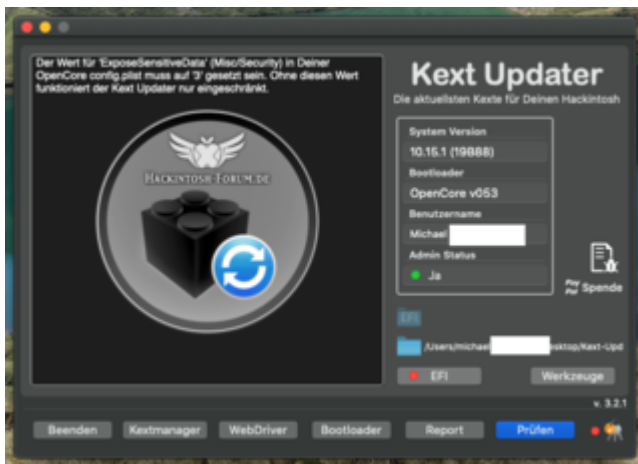 Der Wert für 'ExposeSensitiveData' (Misc/Security) in Deiner
OpenCore config.plist muss auf '3' gesetzt sein. Ohne diesen Wert
funktioniert der Kext Updater nur eingeschränkt.
HACKINTOSH-FORUM.DE
Kext Updater
Die aktuellsten Kexte für Deinen Hackintosh
System Version
10.15.1 (19B88)
Bootloader
OpenCore v053
Benutzername
Michael
Admin Status
Ja
Pay Pal Spende
EFI
/Users/michael esktop/Kext-Upd
EFI
Werkzeuge
v. 3.2.1
Beenden
Kextmanager
WebDriver
Bootloader
Report
Prüfen